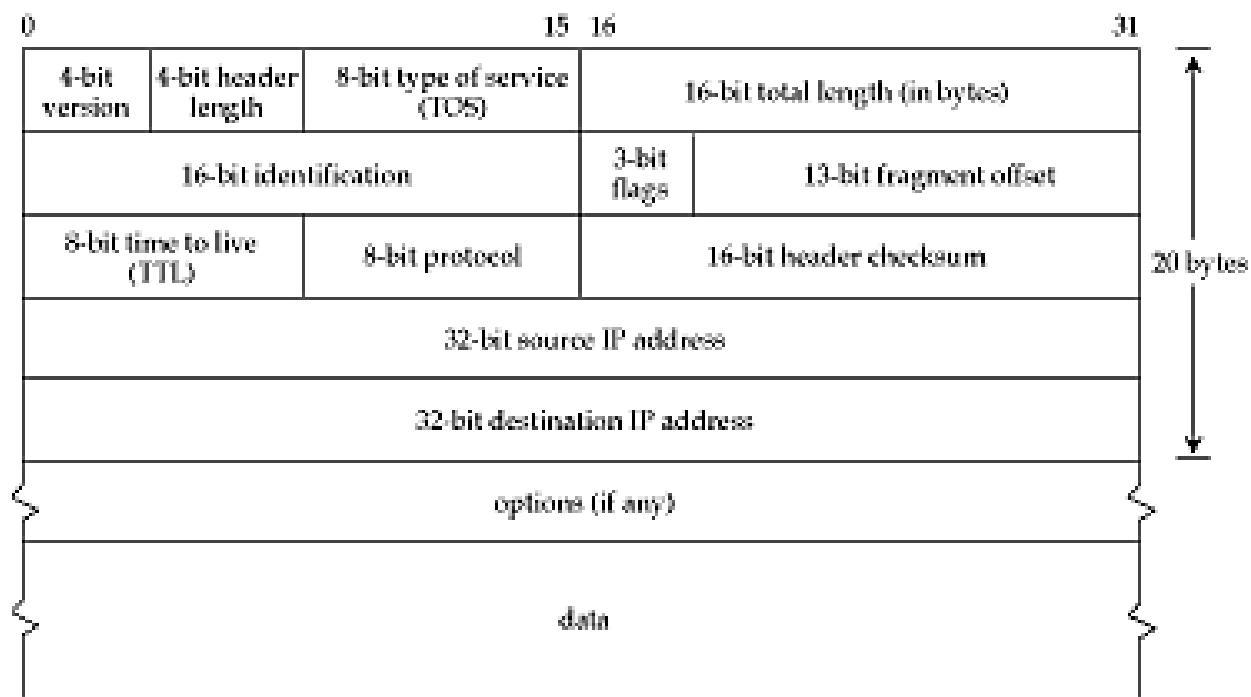 0 15 16 31
4-bit version
4-bit header length
8-bit type of service (TOS)
16-bit total length (in bytes)
16-bit identification
3-bit flags
13-bit fragment offset
8-bit time to live (TTL)
8-bit protocol
16-bit header checksum
20 bytes
32-bit source IP address
32-bit destination IP address
options (if any)
data